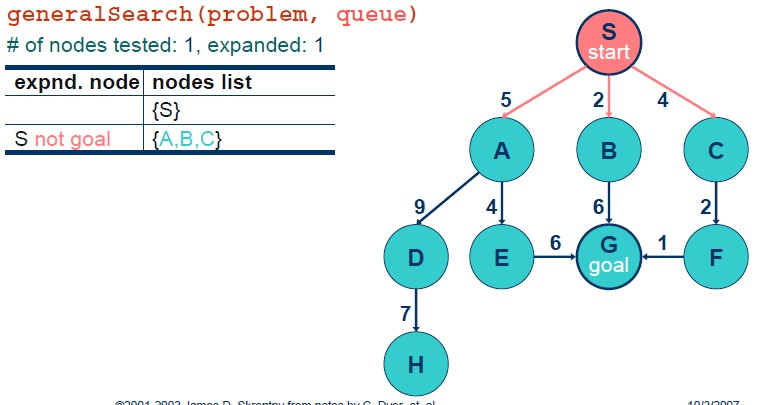 generalSearch(problem, queue)
# of nodes tested: 1, expanded: 1
expnd. node nodes list
{S}
S not goal {A,B,C}
S
start
5 2 4
A B C
9 4 6 2
D E 6 G 1 F
goal
7
H